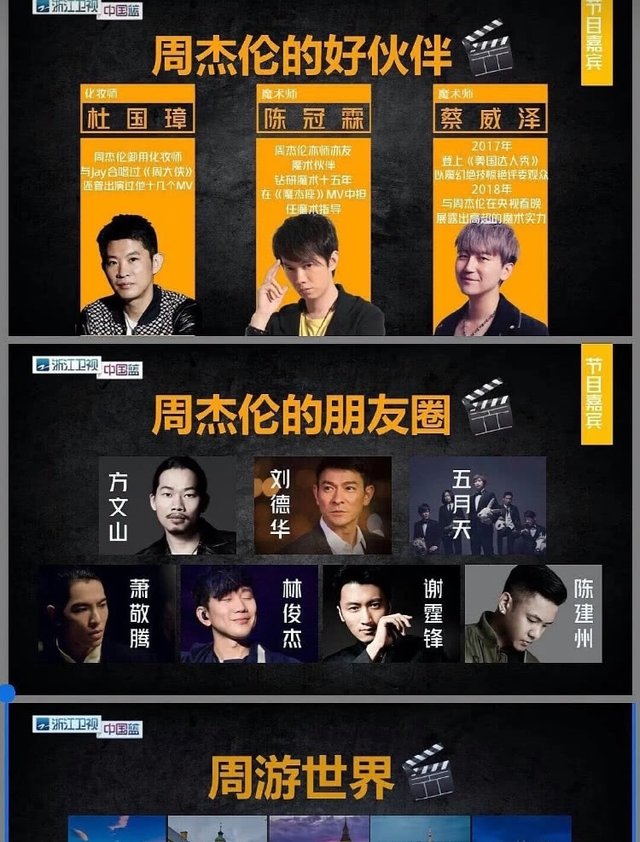 浙江卫视 中国蓝
节目嘉宾
周杰伦的好伙伴
化妆师
杜国璋
周杰伦御用化妆师
与Jay合唱过《周大侠》
还曾出演过他十几个MV
魔术师
陈冠霖
周杰伦亦师亦友
魔术伙伴
钻研魔术十五年
在《魔杰座》MV中担
任魔术指导
魔术师
蔡威泽
2017年
登上《美国达人秀》
以魔幻绝技惊艳评委观众
2018年
与周杰伦在央视春晚
展露出高超的魔术实力
浙江卫视 中国蓝
节目嘉宾
周杰伦的朋友圈
方文山
刘德华
五月天
萧敬腾
林俊杰
谢霆锋
陈建州
浙江卫视 中国蓝
周游世界